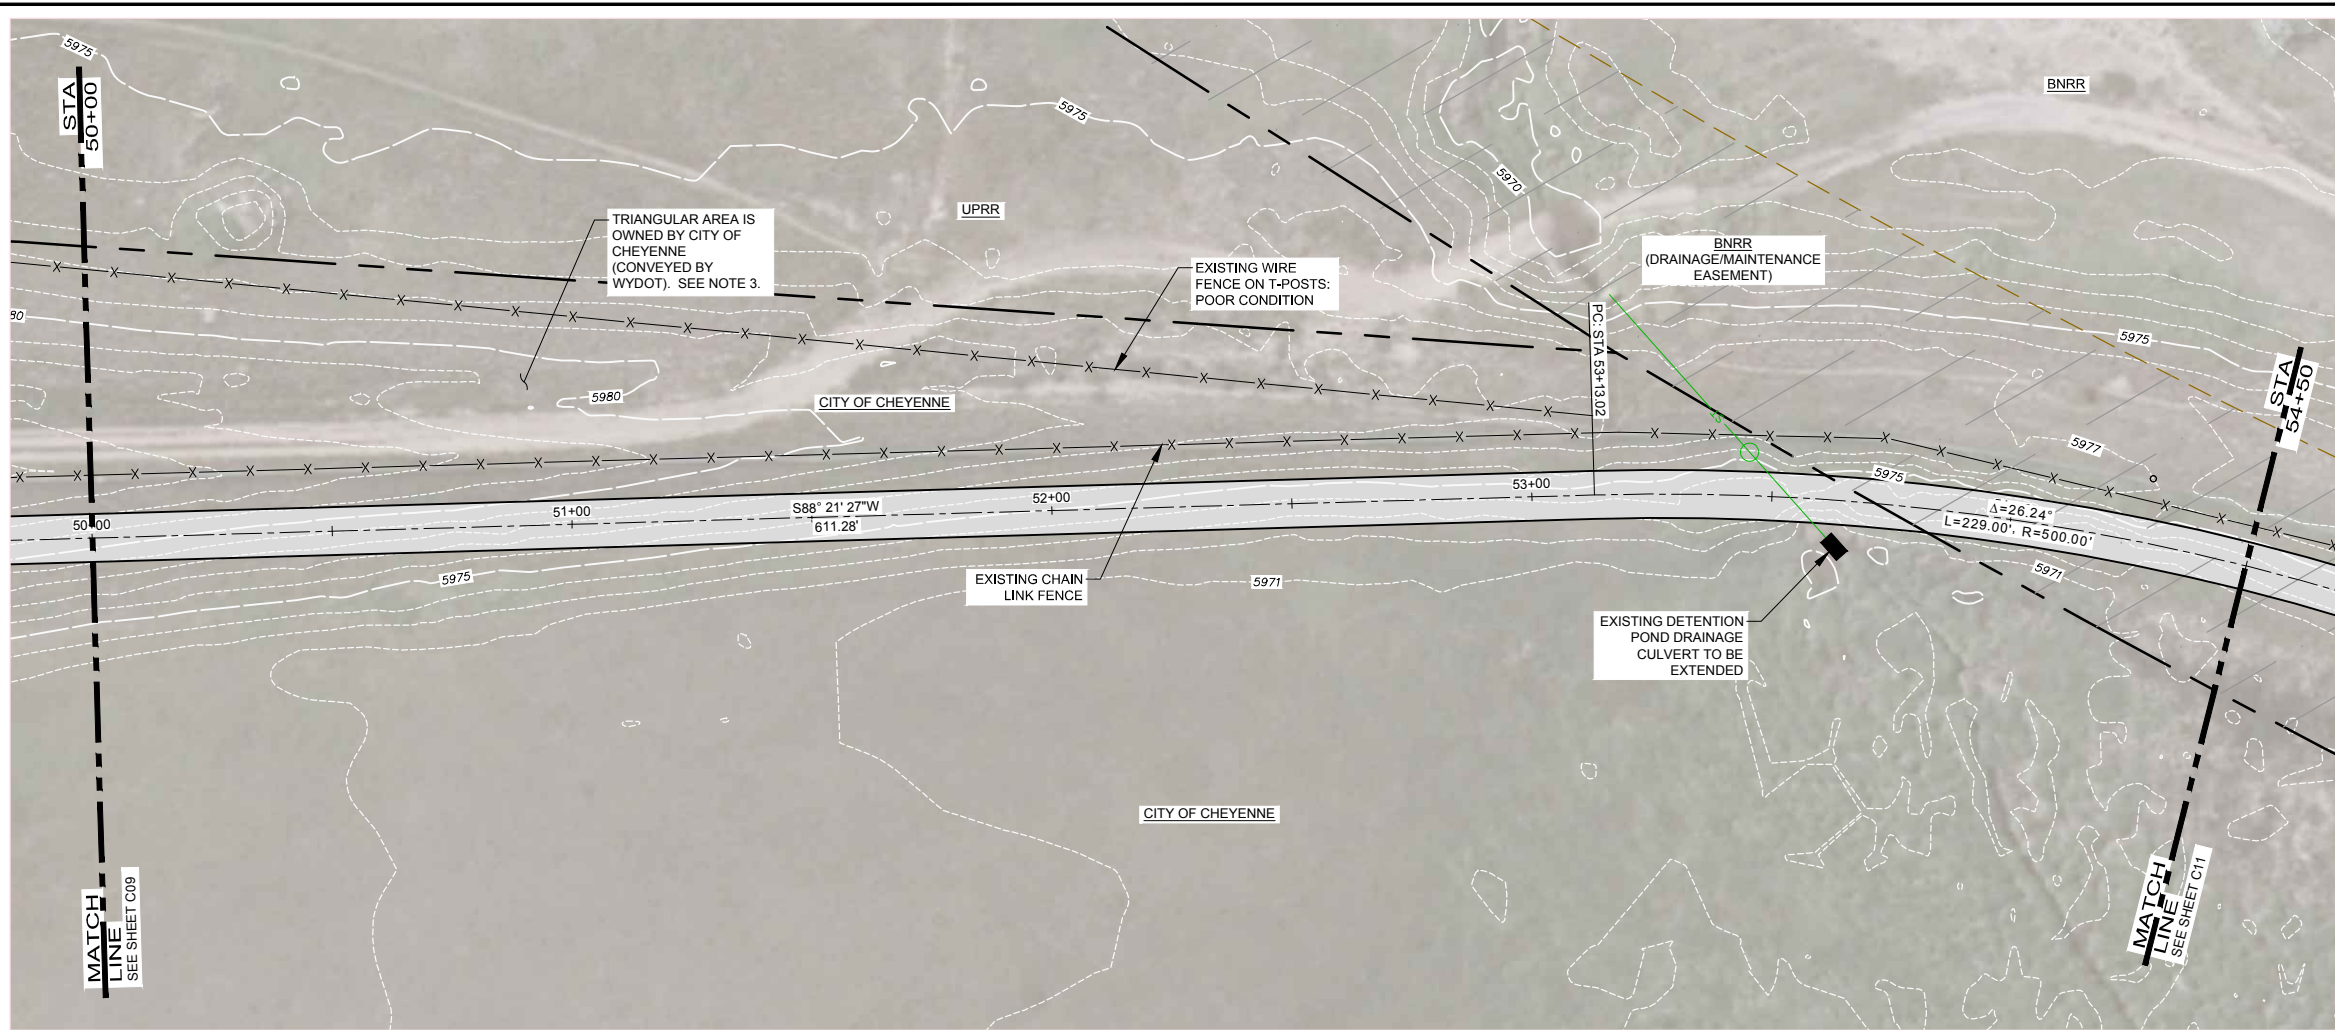 5975
STA
50+00
5975
BNRR
5970
UPRR
TRIANGULAR AREA IS
OWNED BY CITY OF
CHEYENNE
(CONVEYED BY
WYDOT). SEE NOTE 3.
BNRR
(DRAINAGE/MAINTENANCE
EASEMENT)
EXISTING WIRE
FENCE ON T-POSTS:
POOR CONDITION
80
PC: STA 53+13.02
5975
STA
54+50
5980
CITY OF CHEYENNE
5977
5975
50+00
51+00
S88° 21' 27"W
611.28'
52+00
53+00
Δ=26.24°
L=229.00', R=500.00'
5975
EXISTING CHAIN
LINK FENCE
5971
5971
EXISTING DETENTION
POND DRAINAGE
CULVERT TO BE
EXTENDED
CITY OF CHEYENNE
MATCH
LINE
SEE SHEET C09
MATCH
LINE
SEE SHEET C11